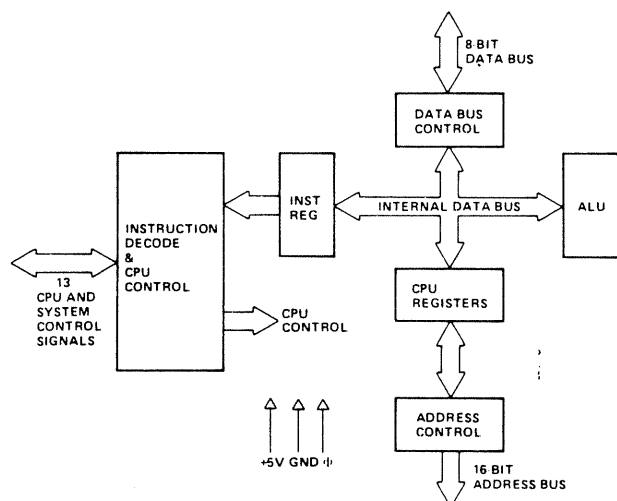 8-BIT
DATA BUS
DATA BUS
CONTROL
INSTRUCTION
DECODE
&
CPU
CONTROL
INST
REG
INTERNAL DATA BUS
ALU
13
CPU AND
SYSTEM
CONTROL
SIGNALS
CPU
CONTROL
CPU
REGISTERS
+5V GND ϕ
ADDRESS
CONTROL
16-BIT
ADDRESS BUS